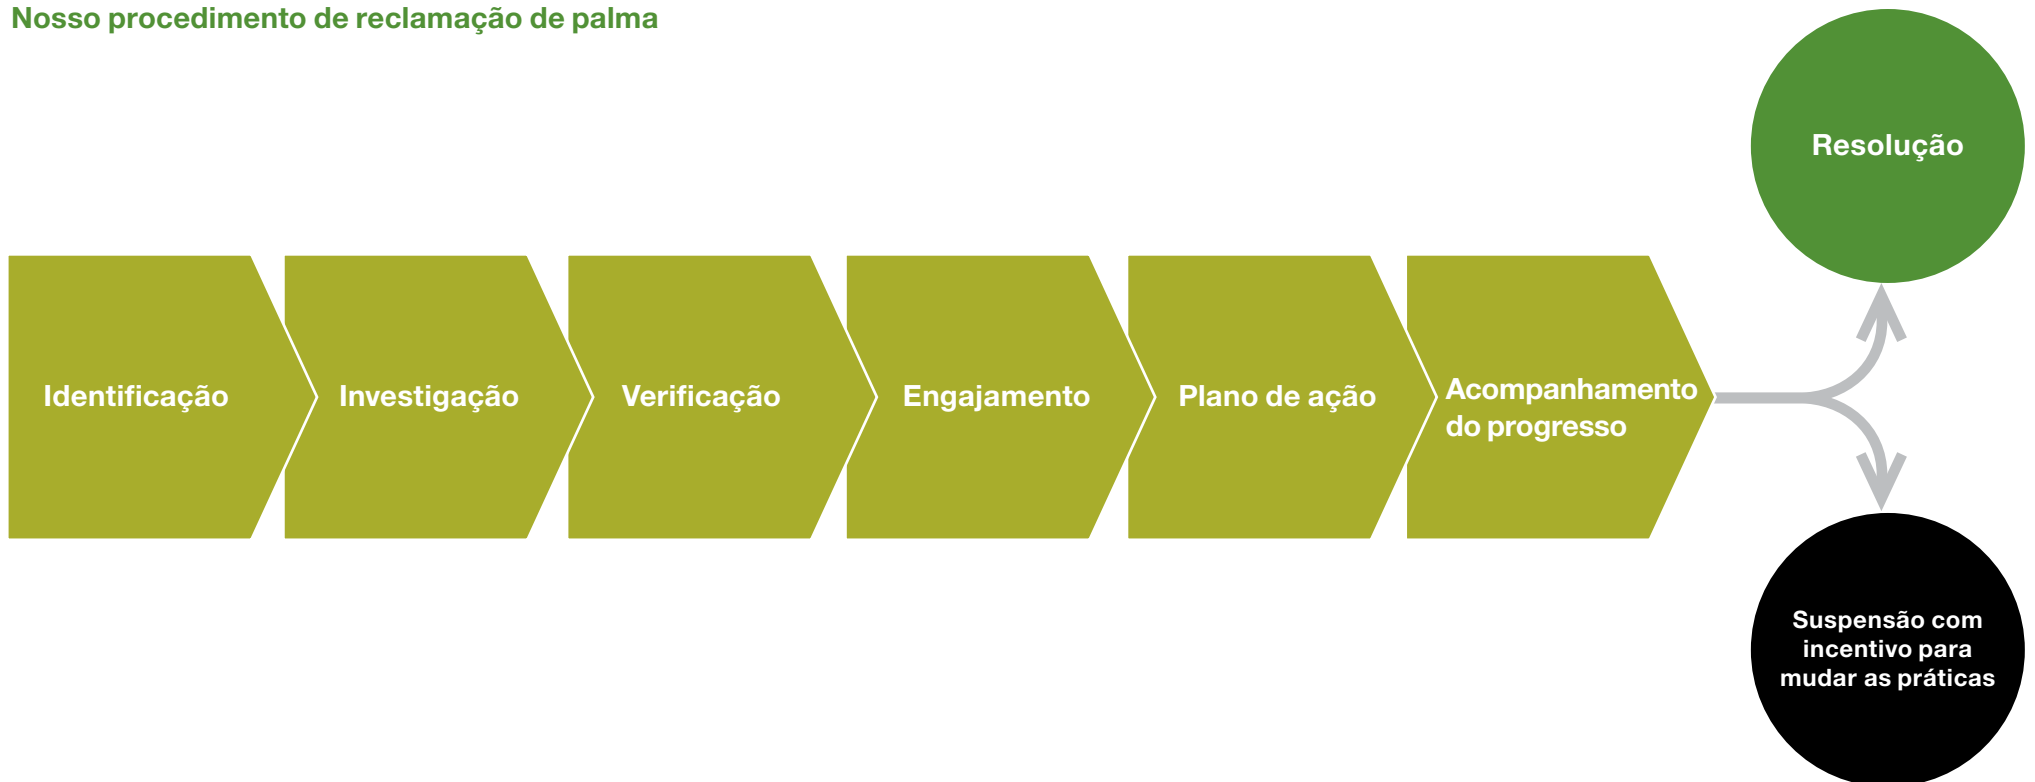 Nosso procedimento de reclamação de palma
Identificação
Investigação
Verificação
Engajamento
Plano de ação
Acompanhamento
do progresso
Resolução
Suspensão com
incentivo para
mudar as práticas